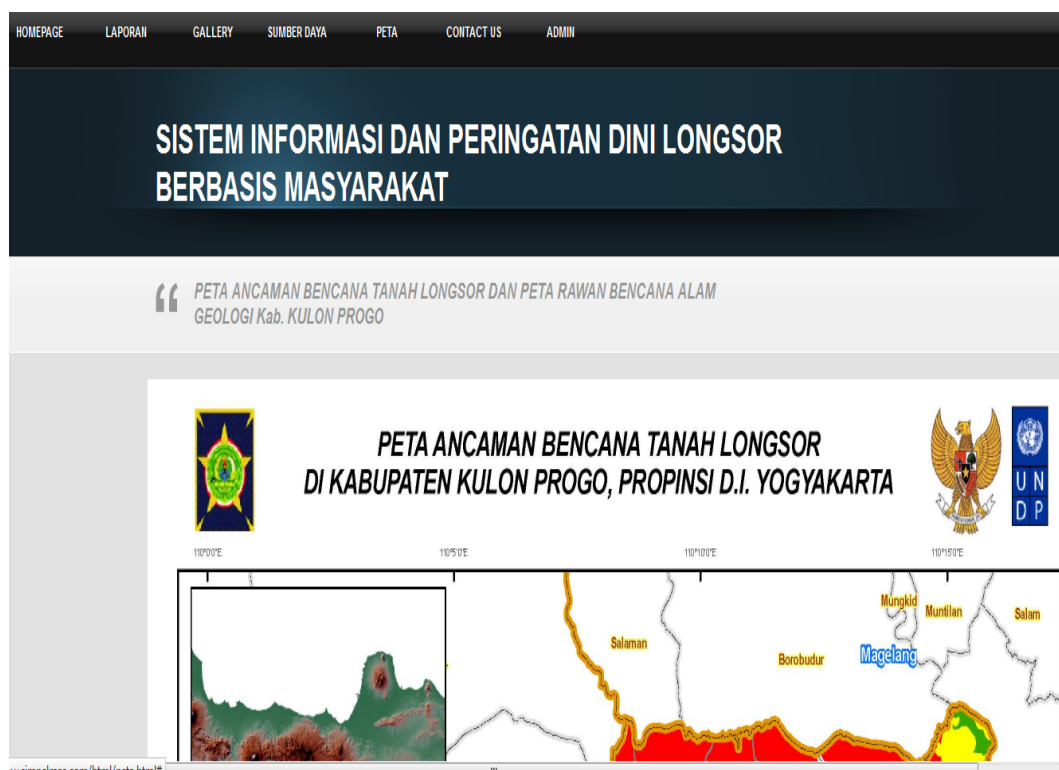 HOMEPAGE LAPORAN GALLERY SUMBER DAYA PETA CONTACT US ADMIN
SISTEM INFORMASI DAN PERINGATAN DINI LONGSOR
BERBASIS MASYARAKAT
“ PETA ANCAMAN BENCANA TANAH LONGSOR DAN PETA RAWAN BENCANA ALAM
GEOLOGI Kab. KULON PROGO
PETA ANCAMAN BENCANA TANAH LONGSOR
DI KABUPATEN KULON PROGO, PROPINSI D.I. YOGYAKARTA
U N
D P
110°0'0"E 110°5'0"E 110°10'0"E 110°15'0"E
Mungkid
Muntilan
Salam
Salaman
Borobudur
Magelang